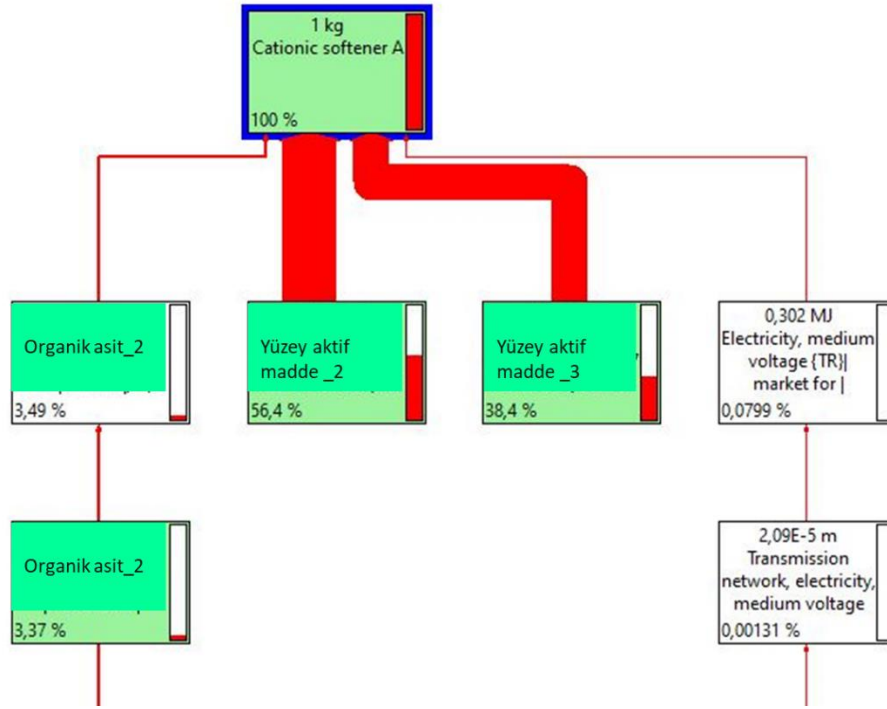 1 kg
Cationic softener A
100 %
Organik asit_2
3,49 %
Yüzey aktif
madde _2
56,4 %
Yüzey aktif
madde _3
38,4 %
0,302 MJ
Electricity, medium
voltage {TR}|
market for |
0,0799 %
Organik asit_2
3,37 %
2,09E-5 m
Transmission
network, electricity,
medium voltage
0,00131 %